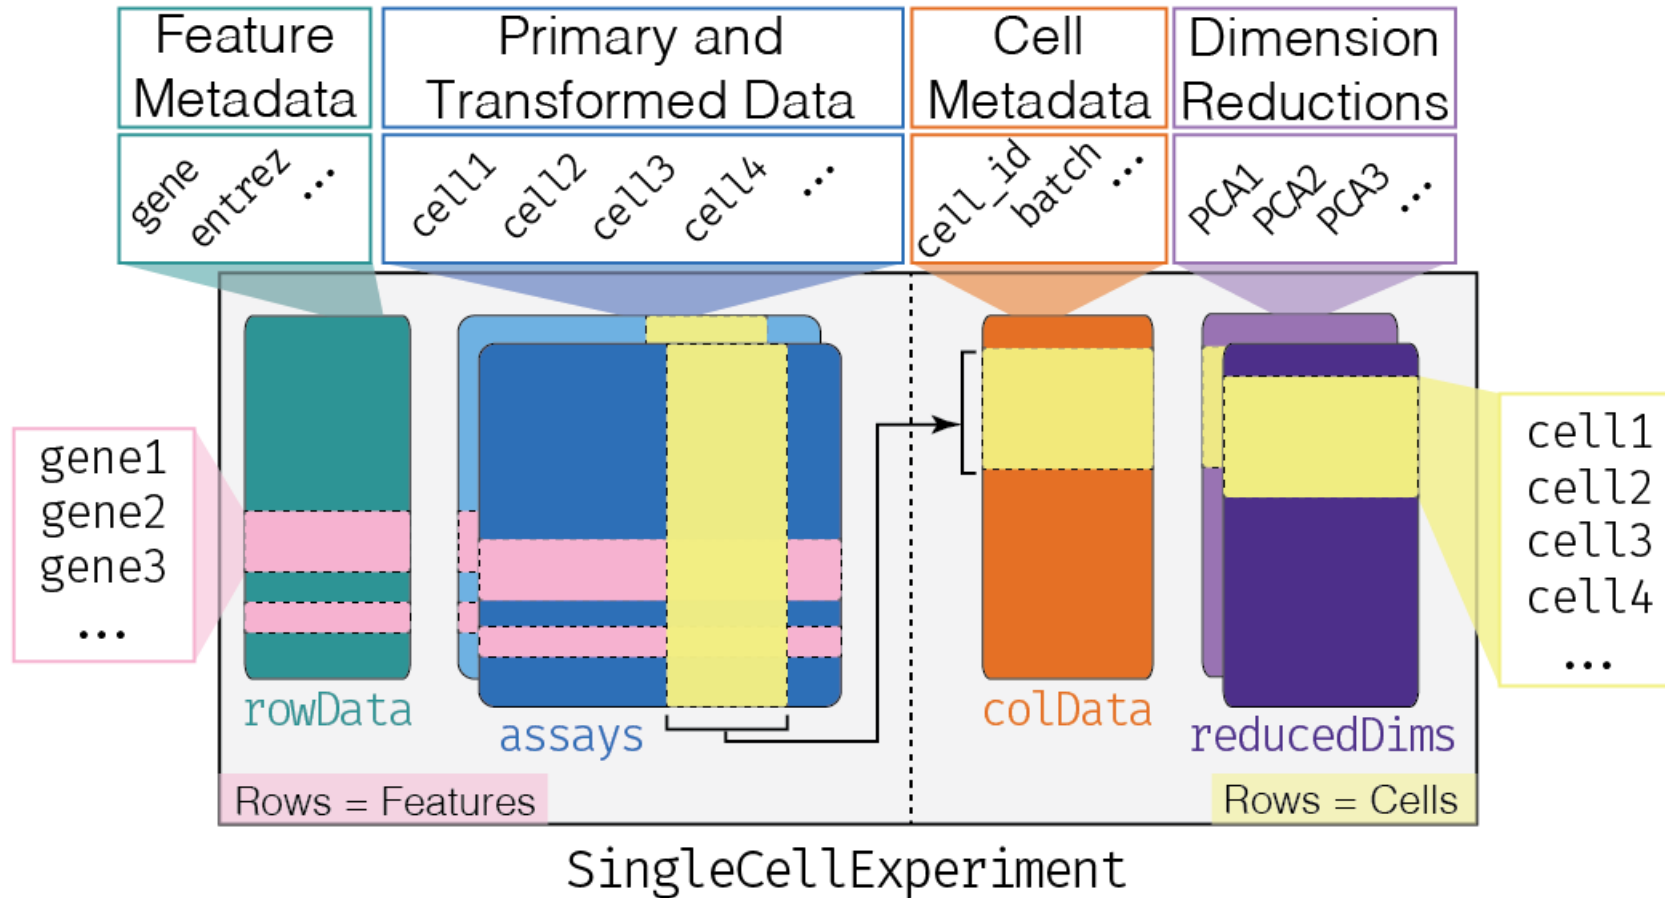 Feature
Metadata
Primary and
Transformed Data
Cell
Metadata
Dimension
Reductions
gene
entrez
...
cell1
cell2
cell3
cell4
...
cell_id
batch
...
PCA1
PCA2
PCA3
...
gene1
gene2
gene3
...
cell1
cell2
cell3
cell4
...
rowData
assays
colData
reducedDims
Rows = Features
Rows = Cells
SingleCellExperiment